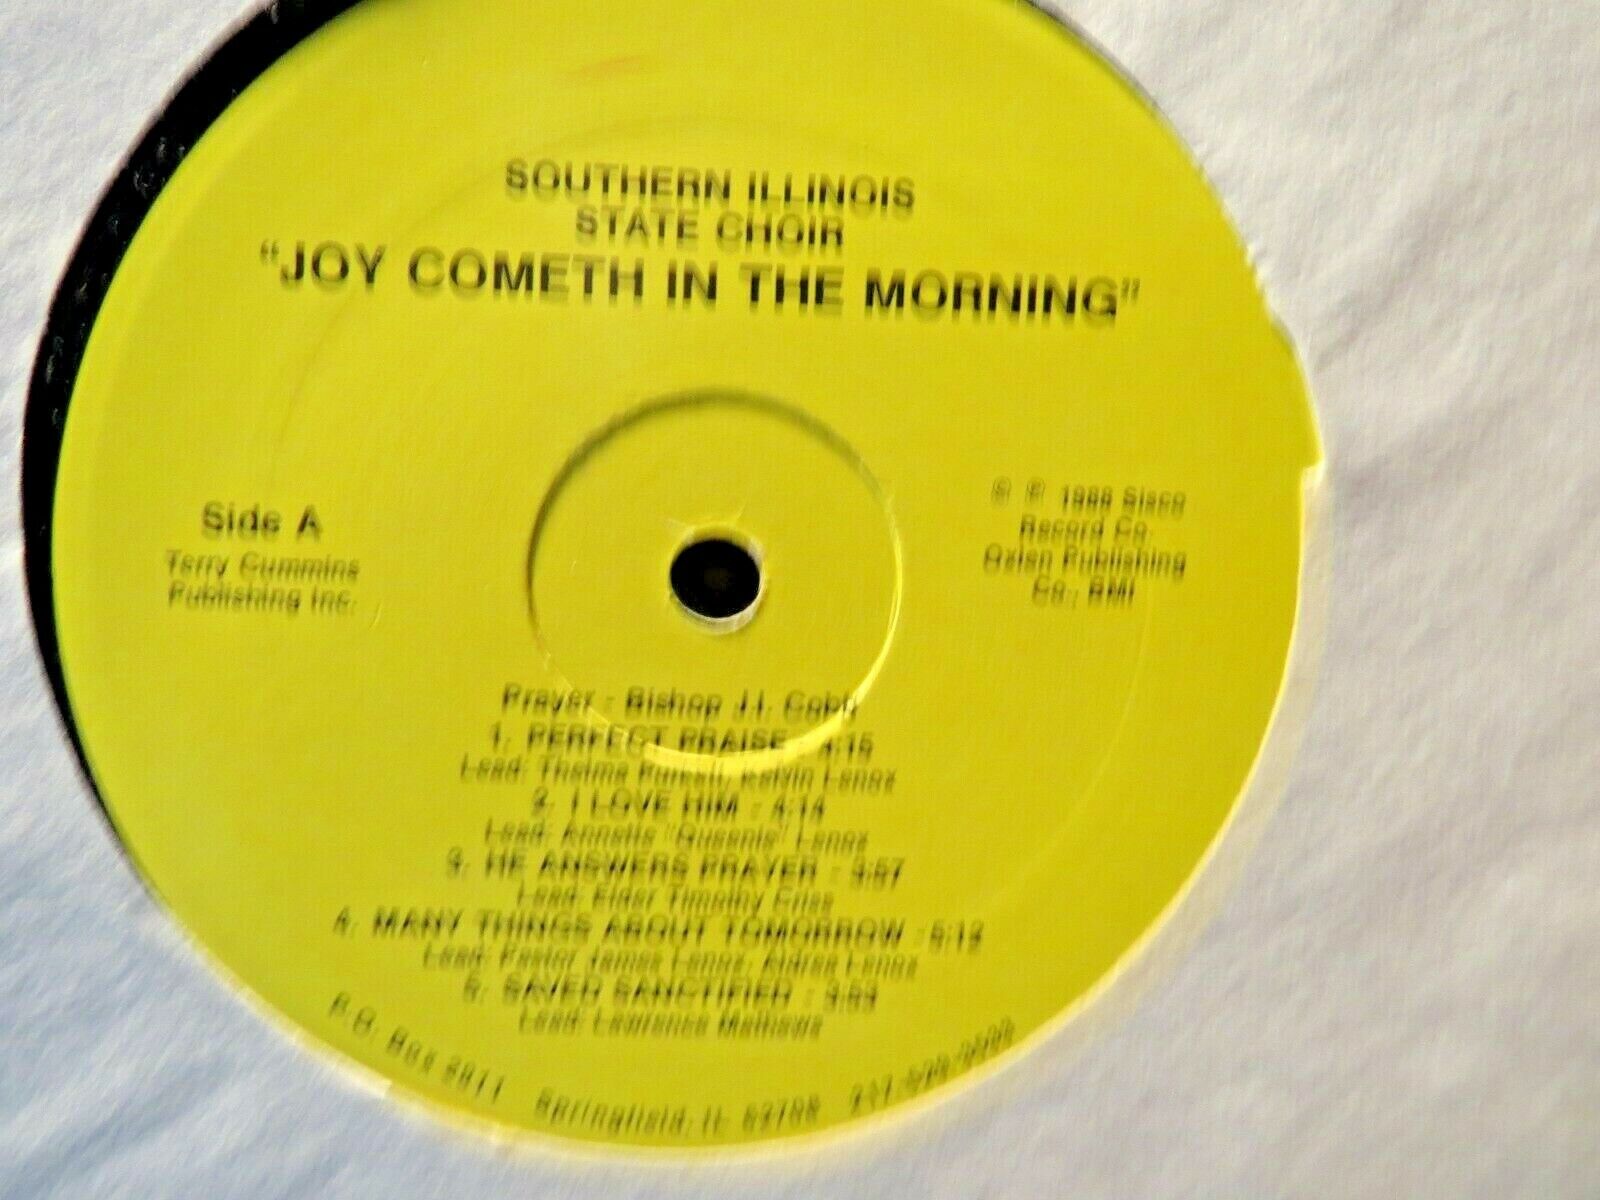 SOUTHERN ILLINOIS
STATE CHOIR
"JOY COMETH IN THE MORNING"
Side A
Terry Cummins
Publishing Inc.
© ℗ 1988 Sisco
Record Co.
Oxlen Publishing
Co., BMI
Prayer - Bishop J.I. Cobb
1. PERFECT PRAISE - 4:15
Lead: Thelma Purcell, Kelvin Lenox
2. I LOVE HIM - 4:14
Lead: Annette "Queenie" Lenox
3. HE ANSWERS PRAYER - 3:57
Lead: Elder Timothy Criss
4. MANY THINGS ABOUT TOMORROW - 5:12
Lead: Pastor James Lenox, Aldrea Lenox
5. SAVED SANCTIFIED - 3:53
Lead: Lawrence Mathews
P.O. Box 2811 Springfield, IL 62708